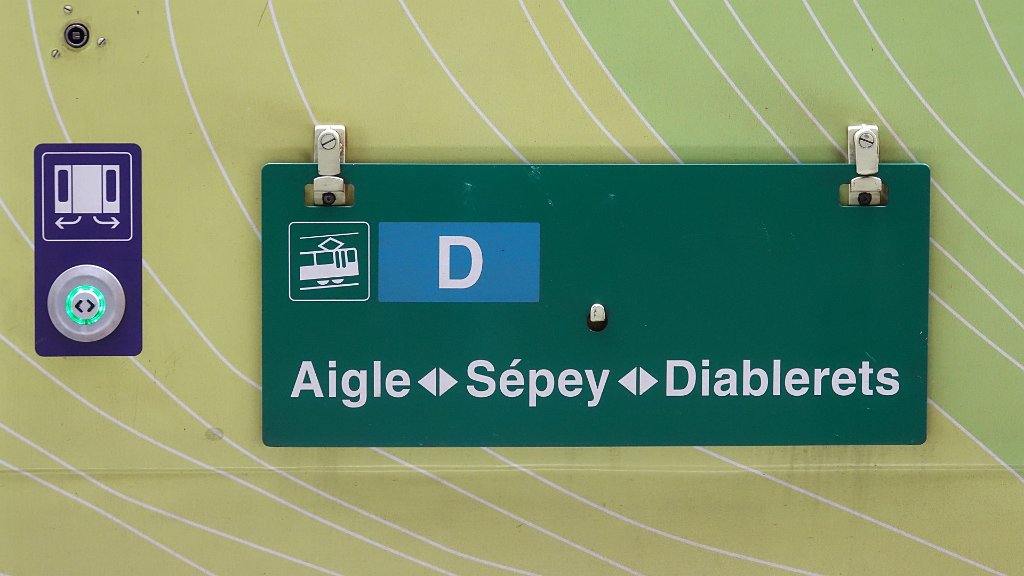 D
Aigle ◂▸ Sépey ◂▸ Diablerets